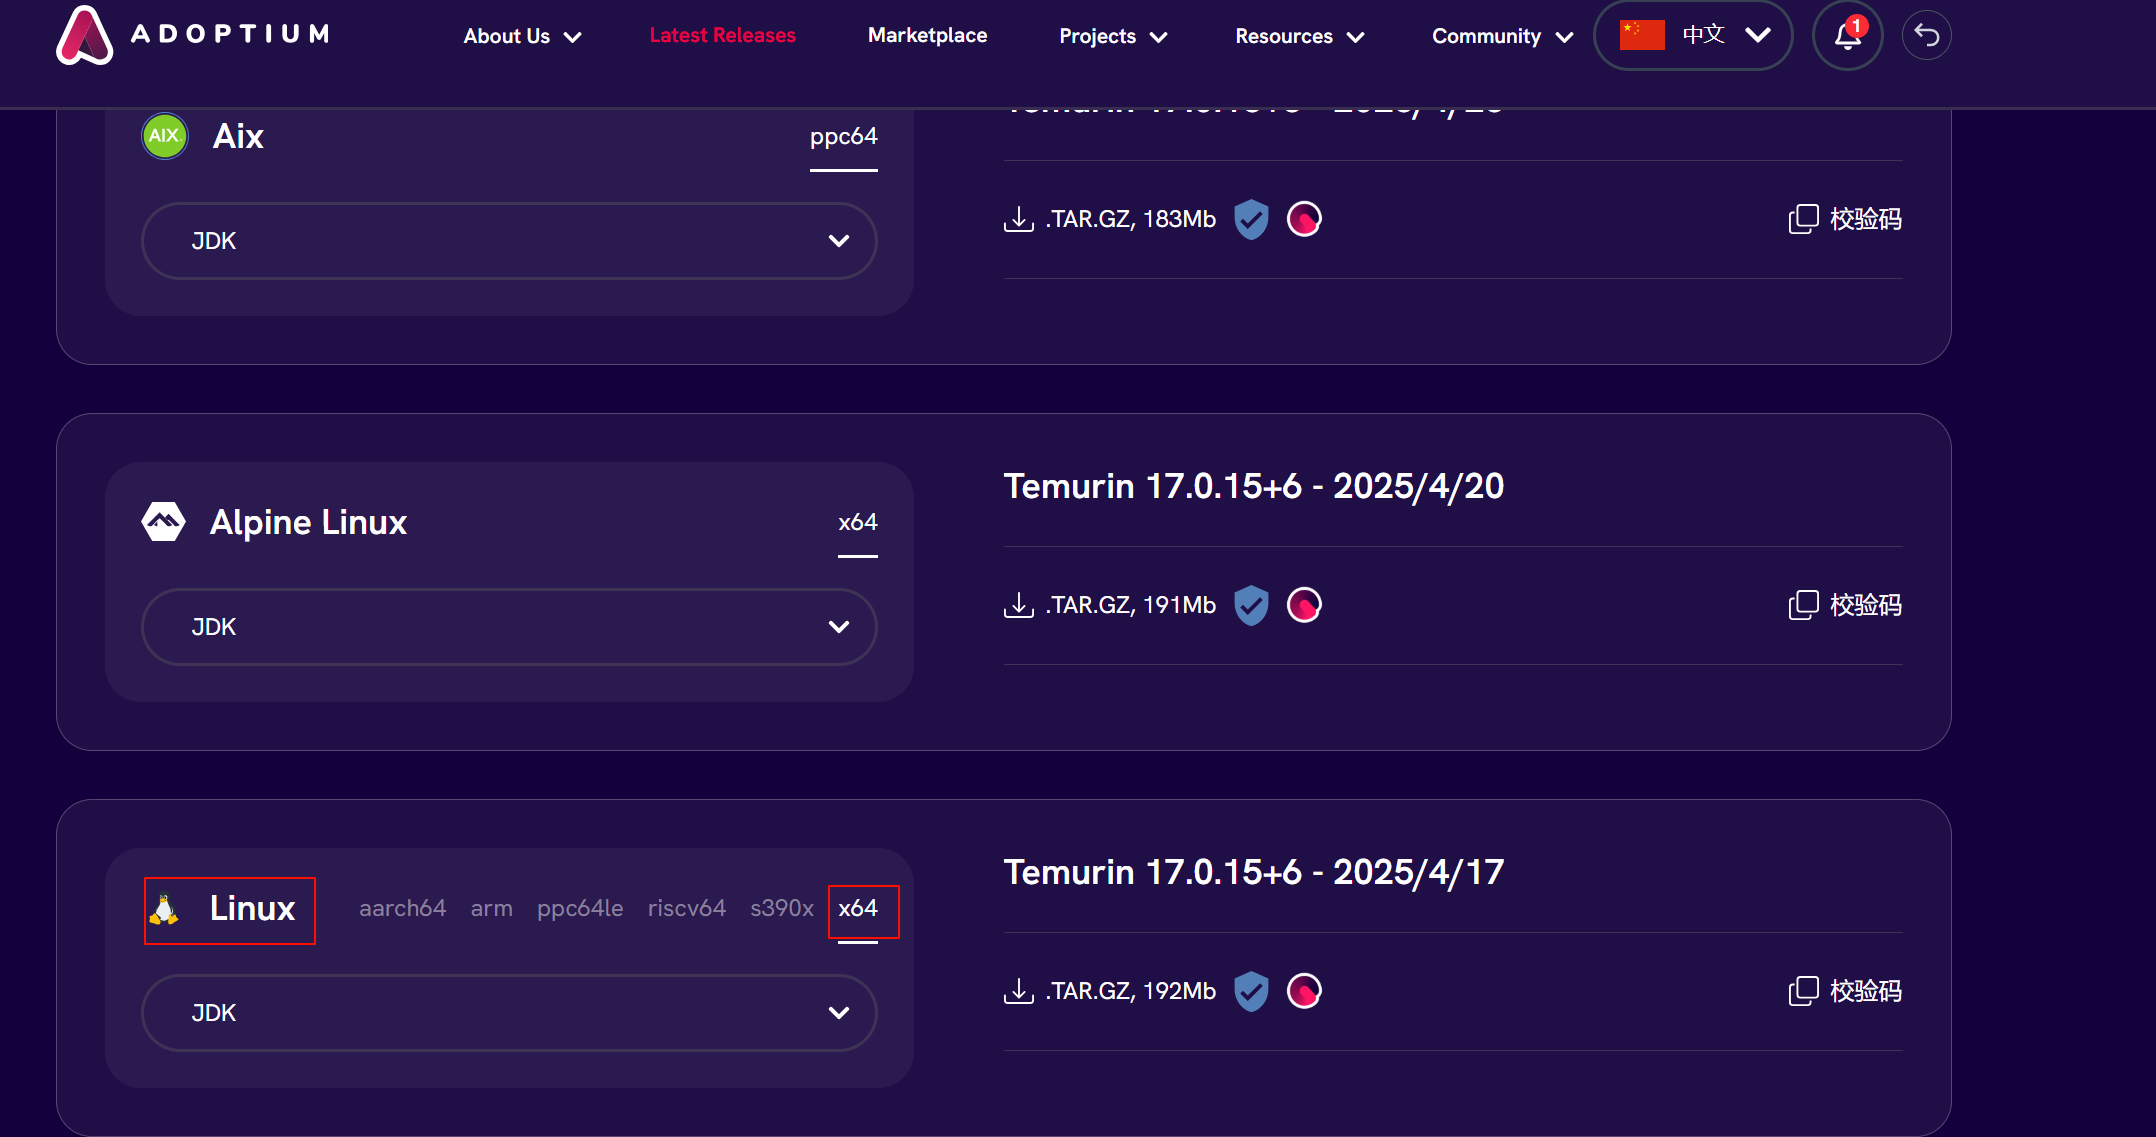 ADOPTIUM About Us Latest Releases Marketplace Projects Resources Community 中文 1
AIX Aix ppc64
JDK
.TAR.GZ, 183Mb 校验码
Alpine Linux x64
JDK
Temurin 17.0.15+6 - 2025/4/20
.TAR.GZ, 191Mb 校验码
Linux aarch64 arm ppc64le riscv64 s390x x64
JDK
Temurin 17.0.15+6 - 2025/4/17
.TAR.GZ, 192Mb 校验码